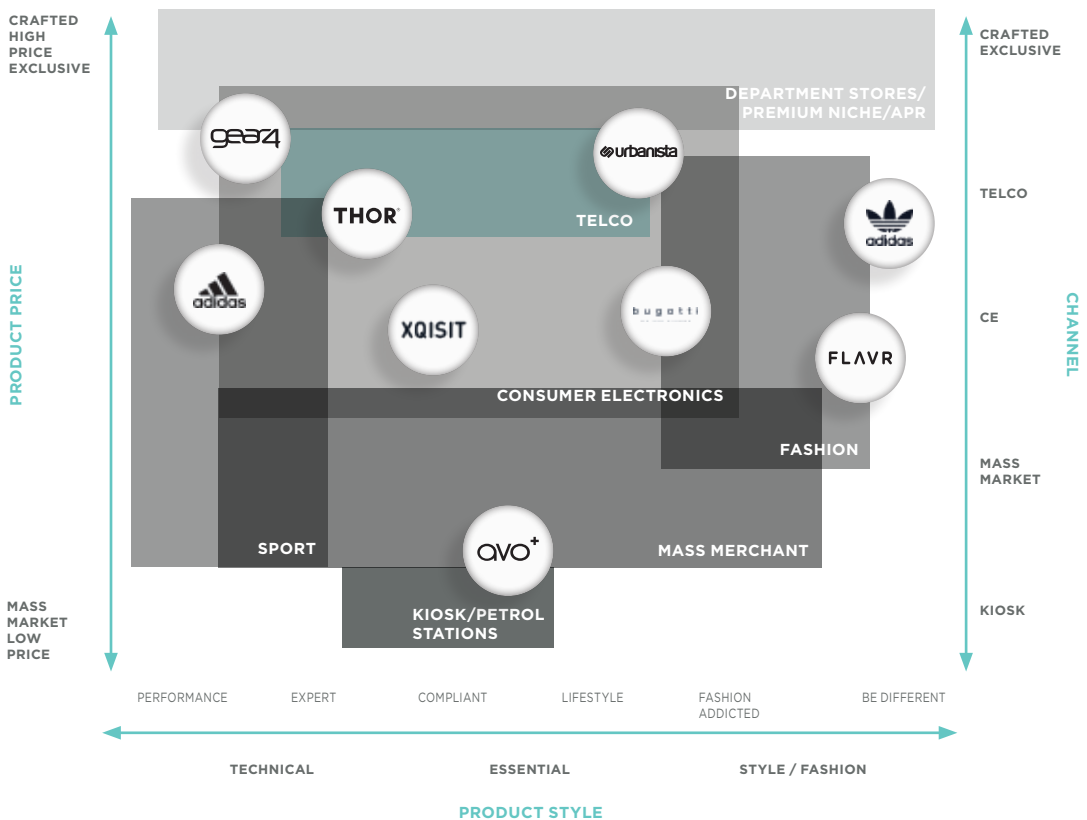 CRAFTED
HIGH
PRICE
EXCLUSIVE
CRAFTED
EXCLUSIVE
DEPARTMENT STORES/
PREMIUM NICHE/APR
gear4
urbanista
TELCO
THOR
TELCO
adidas
adidas
PRODUCT PRICE
CHANNEL
XQISIT
bugatti
CE
FLAVR
CONSUMER ELECTRONICS
FASHION
MASS
MARKET
SPORT
avo+
MASS MERCHANT
KIOSK/PETROL
STATIONS
KIOSK
MASS
MARKET
LOW
PRICE
PERFORMANCE
EXPERT
COMPLIANT
LIFESTYLE
FASHION
ADDICTED
BE DIFFERENT
TECHNICAL
ESSENTIAL
STYLE / FASHION
PRODUCT STYLE